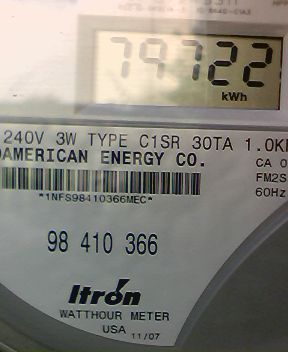 79722
kWh
240V 3W TYPE C1SR 30TA 1.0K
AMERICAN ENERGY CO.
CA 0
FM2S
*1NFS98410366MEC*
60Hz
98 410 366
Itron
WATTHOUR METER
USA 11/07